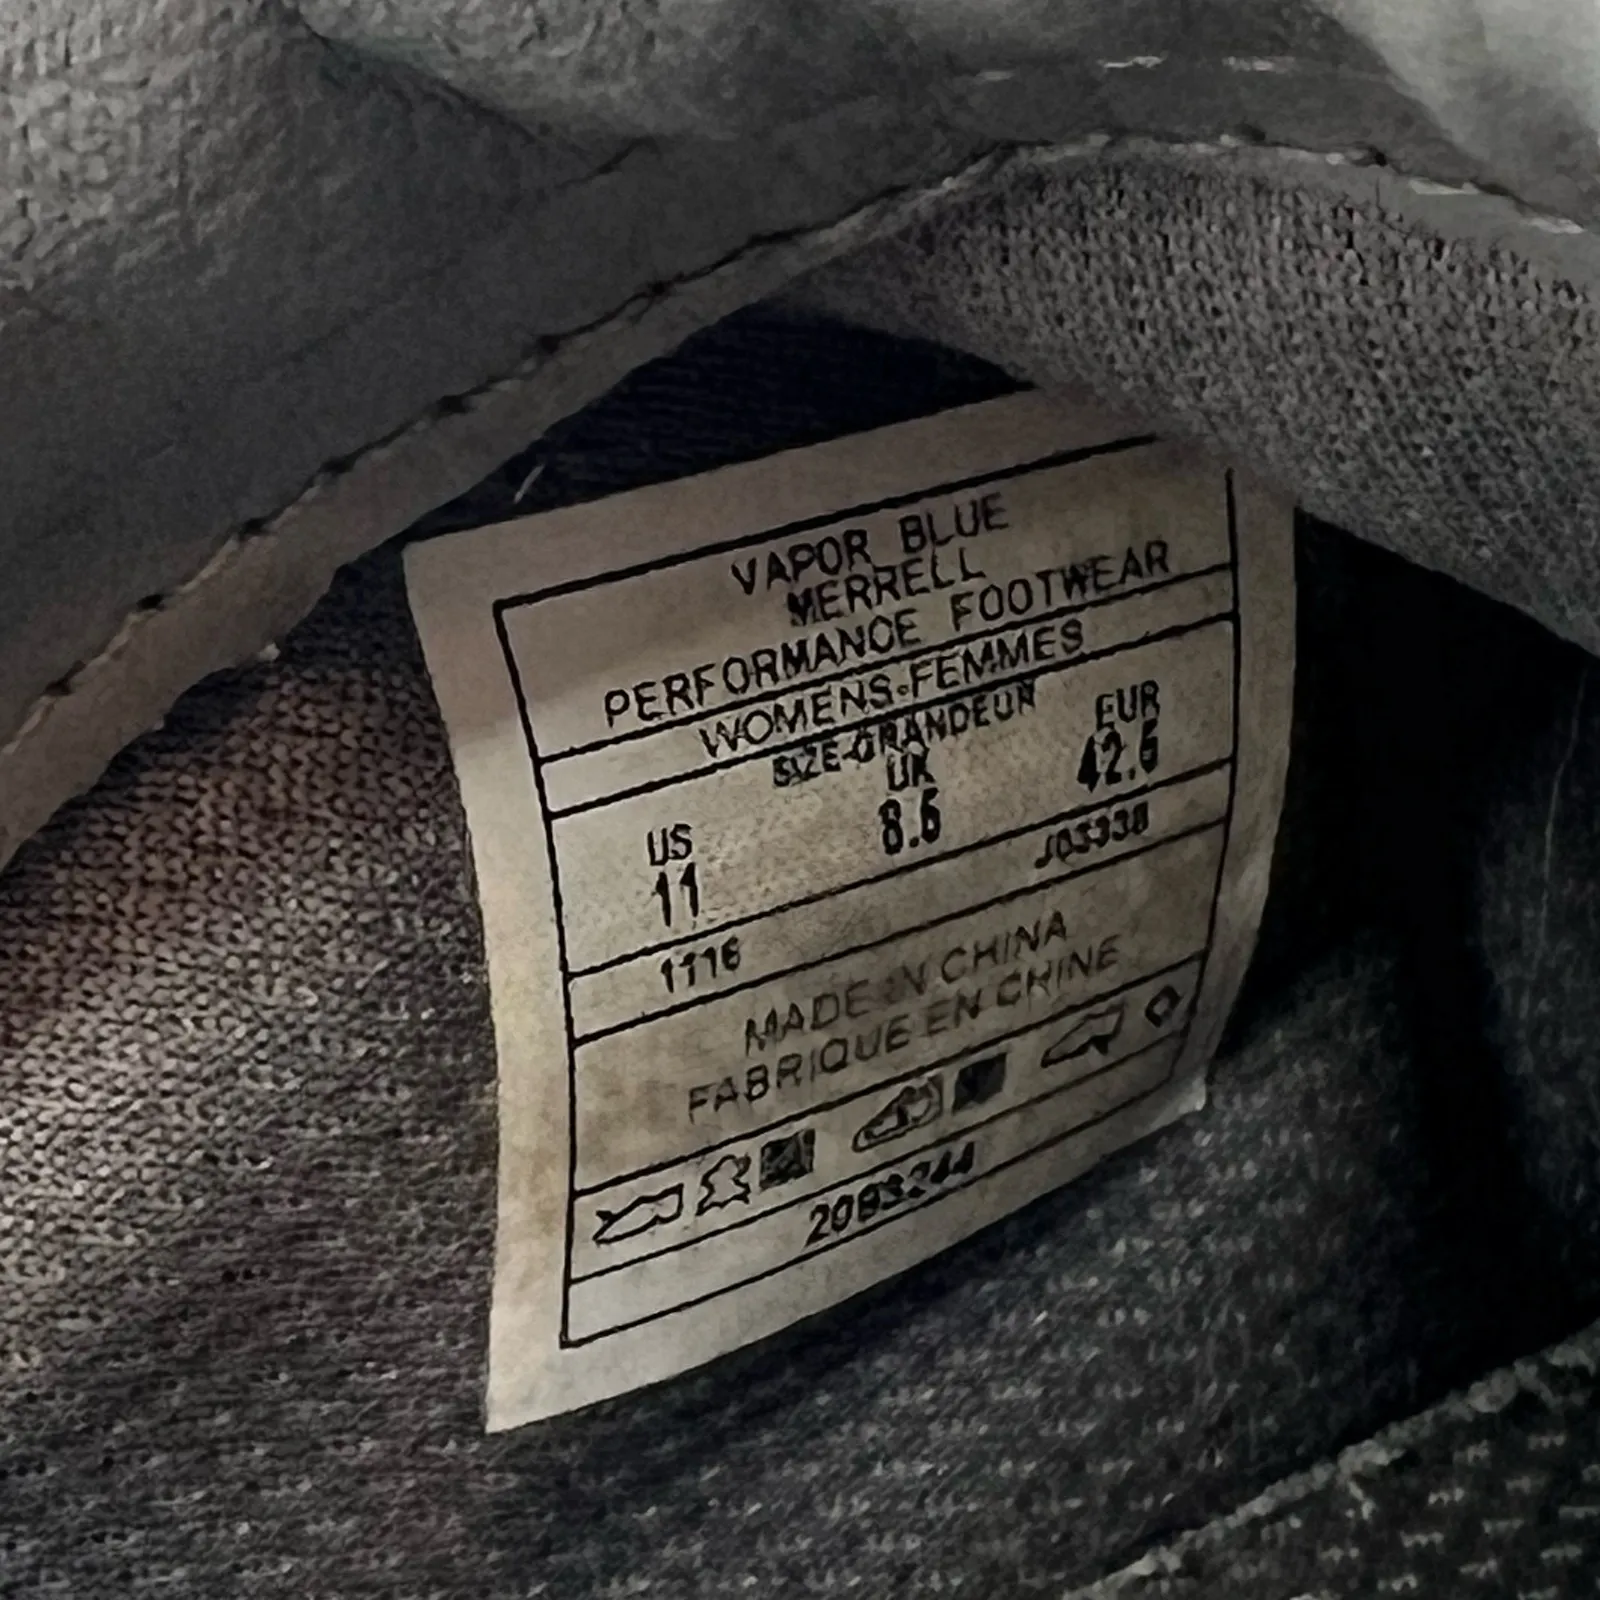 VAPOR BLUE
MERRELL
PERFORMANCE FOOTWEAR
WOMENS-FEMMES
SIZE-GRANDEUR
US UK EUR
11 8.5 42.5
1116 J03338
MADE IN CHINA
FABRIQUE EN CHINE